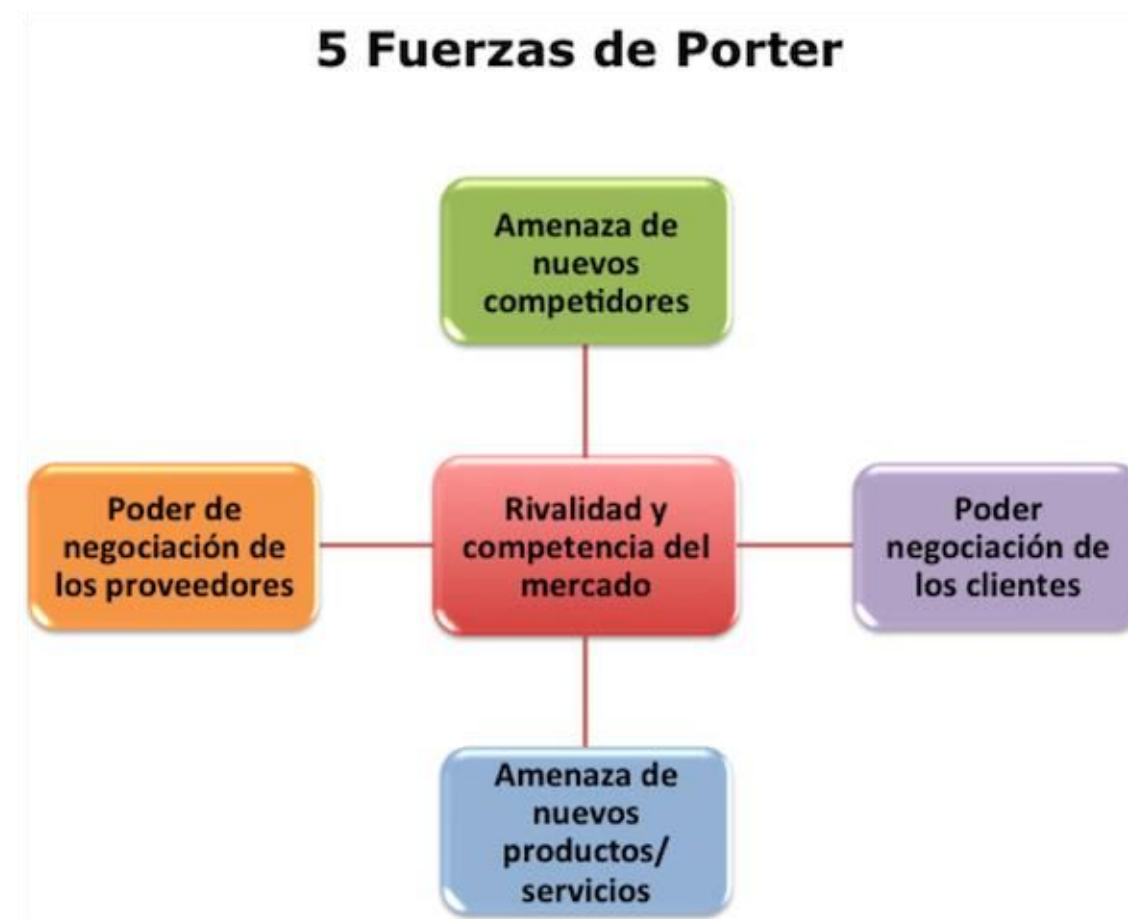 5 Fuerzas de Porter
Amenaza de
nuevos
competidores
Poder de
negociación de
los proveedores
Rivalidad y
competencia del
mercado
Poder
negociación de
los clientes
Amenaza de
nuevos
productos/
servicios